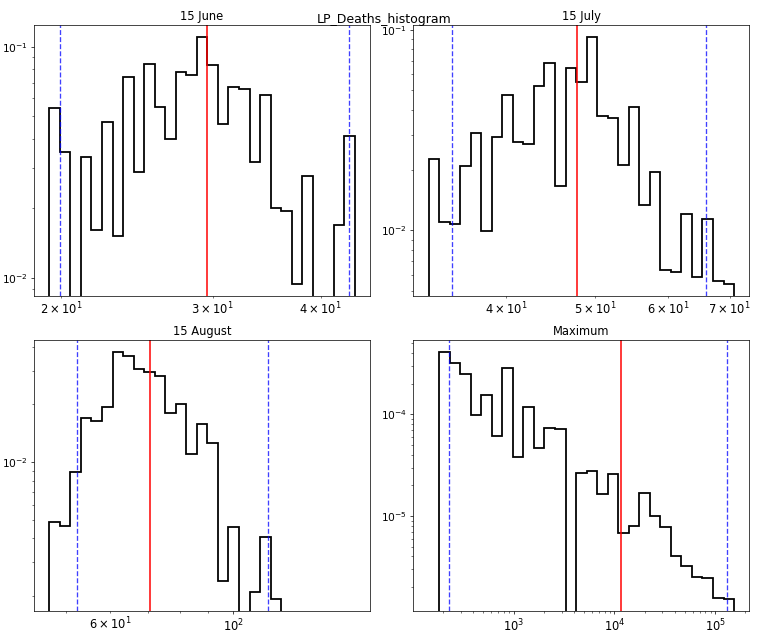 LP_Deaths_histogram
15 June
15 July
10⁻¹
10⁻²
2 × 10¹
3 × 10¹
4 × 10¹
10⁻¹
10⁻²
4 × 10¹
5 × 10¹
6 × 10¹
7 × 10¹
15 August
Maximum
10⁻²
6 × 10¹
10²
10⁻⁴
10⁻⁵
10³
10⁴
10⁵